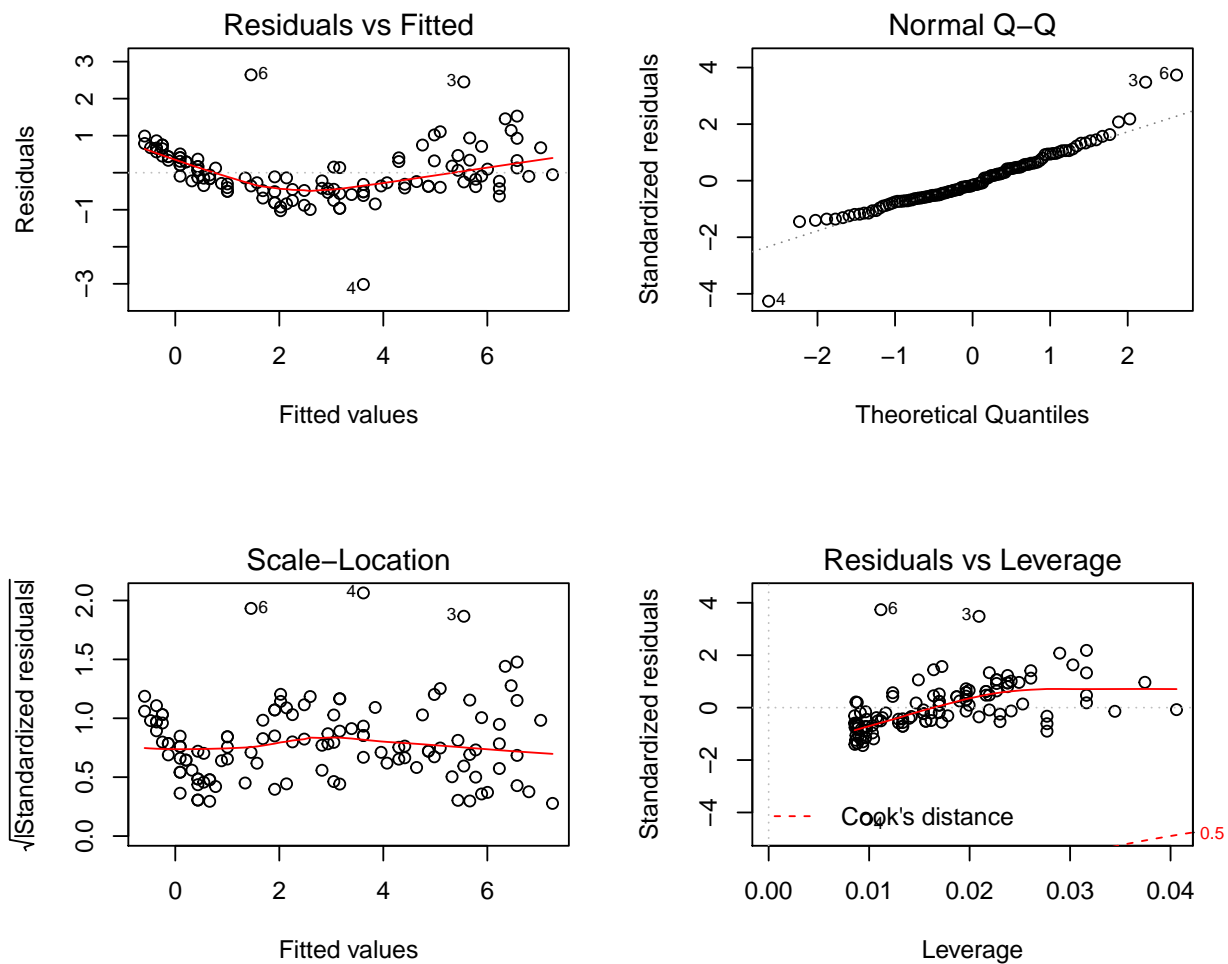 Residuals vs Fitted
Residuals
3
2
1
−1
−3
0 2 4 6
Fitted values
6
3
4
Normal Q−Q
Standardized residuals
4
2
0
−2
−4
−2 −1 0 1 2
Theoretical Quantiles
3
6
4
Scale−Location
√|Standardized residuals|
2.0
1.5
1.0
0.5
0.0
0 2 4 6
Fitted values
6
4
3
Residuals vs Leverage
Standardized residuals
4
2
0
−2
−4
0.00 0.01 0.02 0.03 0.04
Leverage
6
3
4
Cook's distance
0.5